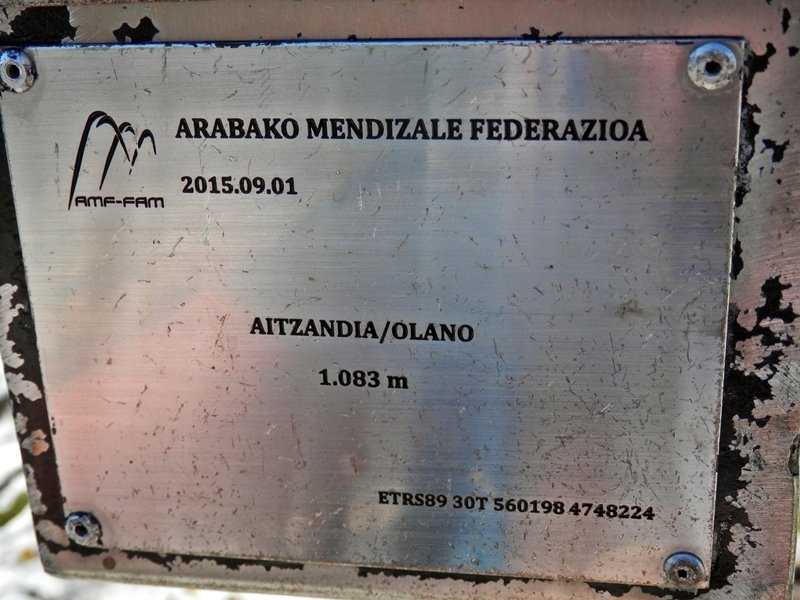 ARABAKO MENDIZALE FEDERAZIOA
2015.09.01
AMF-FAM
AITZANDIA/OLANO
1.083 m
ETRS89 30T 560198 4748224